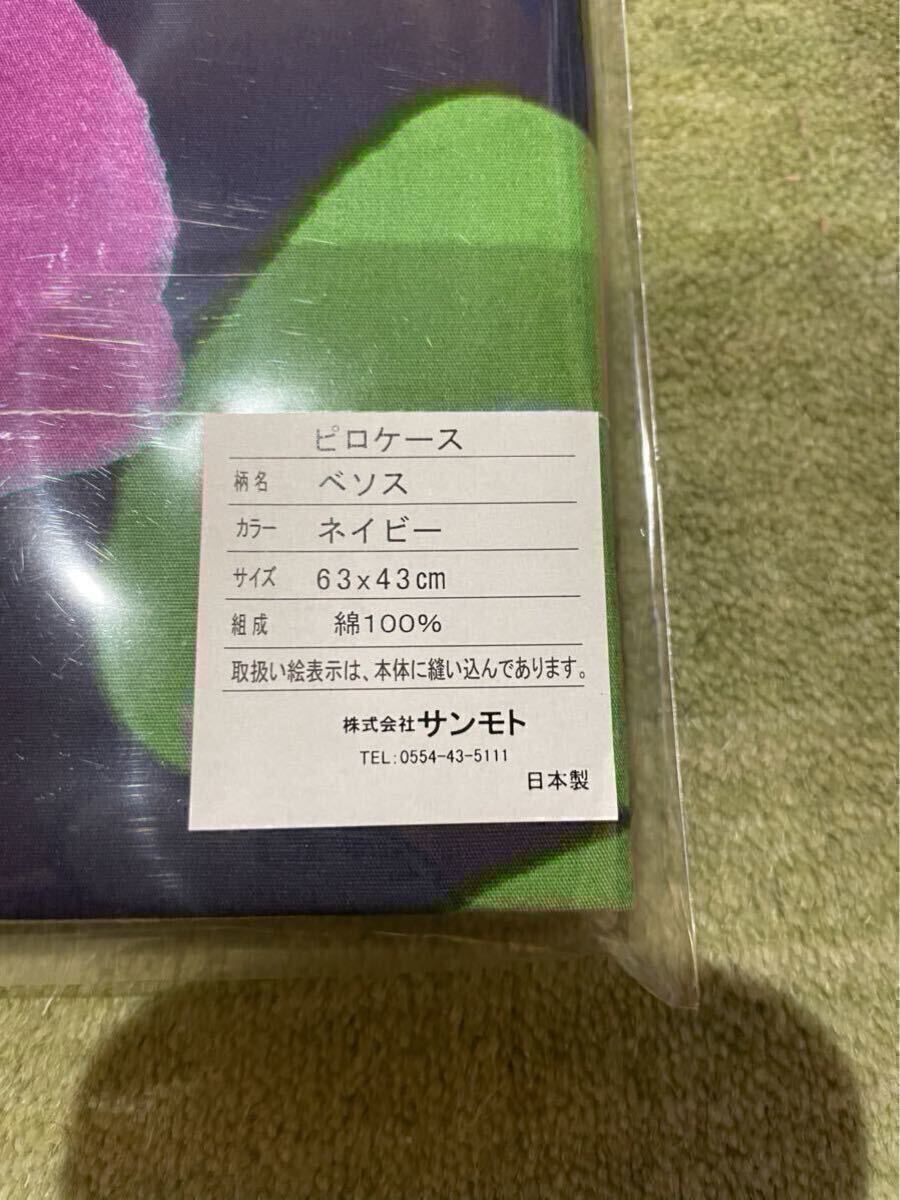 ピロケース
柄名 ベソス
カラー ネイビー
サイズ 63x43cm
組成 綿100%
取扱い絵表示は、本体に縫い込んであります。
株式会社サンモト
TEL:0554-43-5111
日本製